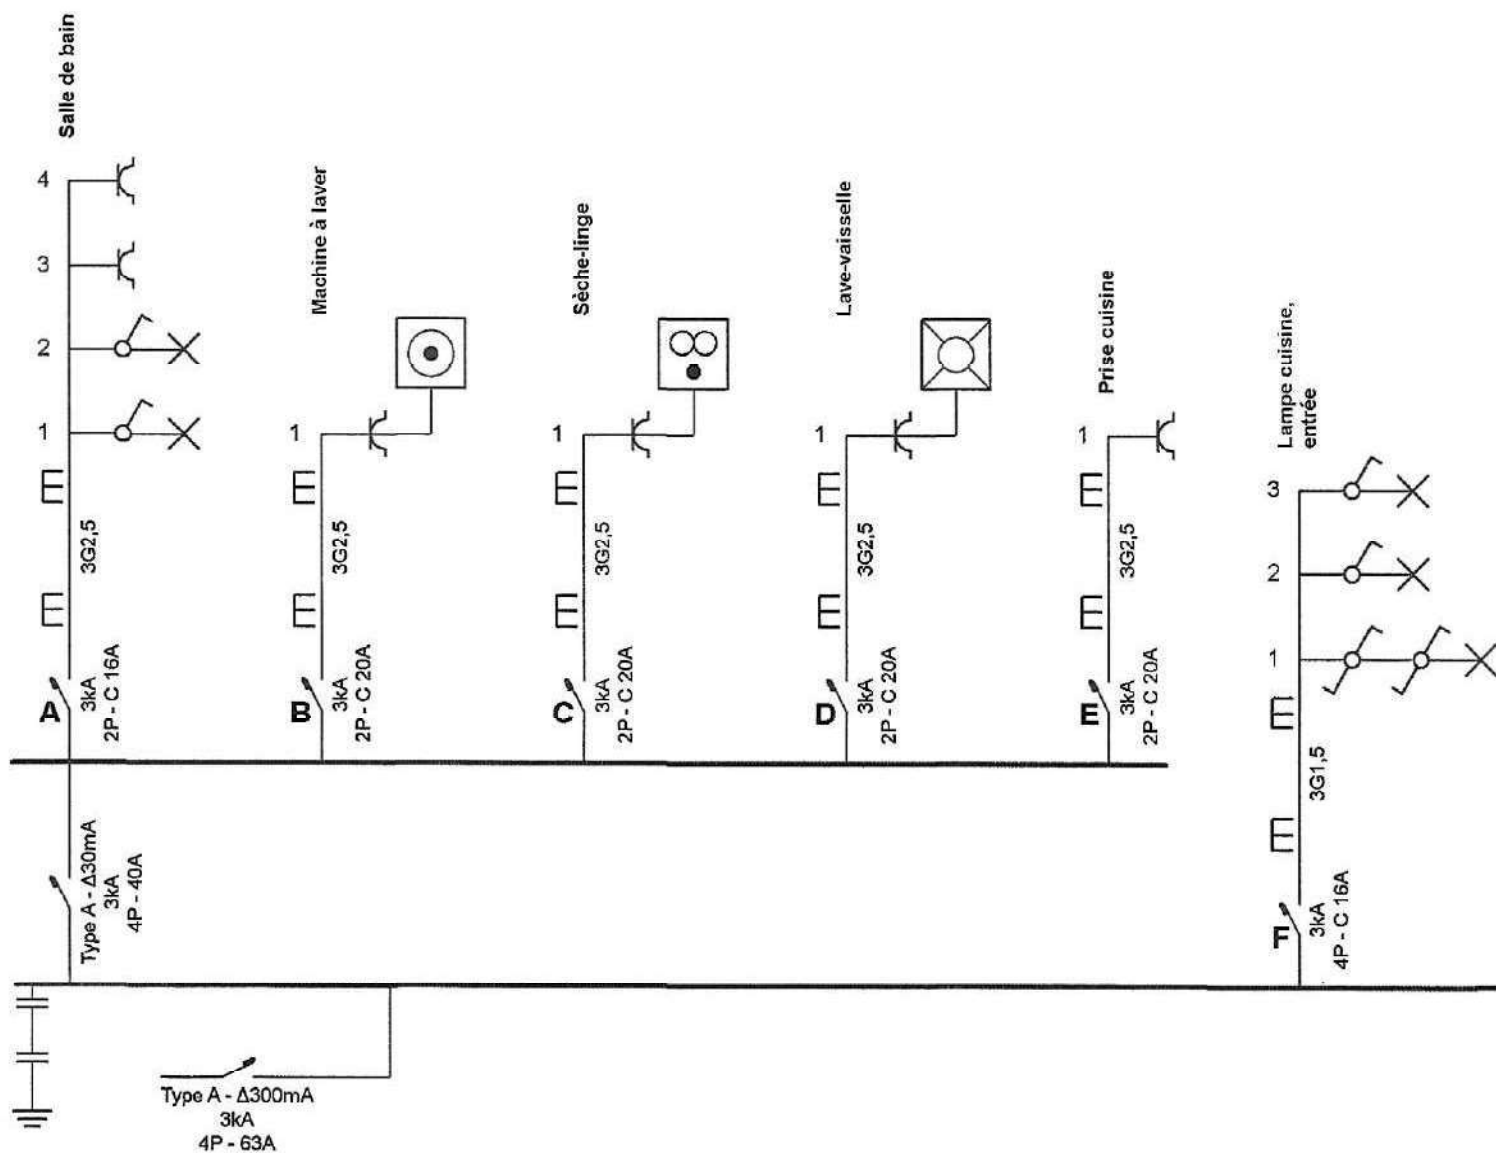 Salle de bain
4
3
2
1
3G2,5
A
3kA
2P - C 16A
Machine à laver
1
3G2,5
B
3kA
2P - C 20A
Sèche-linge
1
3G2,5
C
3kA
2P - C 20A
Lave-vaisselle
1
3G2,5
D
3kA
2P - C 20A
Prise cuisine
1
3G2,5
E
3kA
2P - C 20A
Lampe cuisine,
entrée
3
2
1
3G1,5
F
3kA
4P - C 16A
Type A - Δ30mA
3kA
4P - 40A
Type A - Δ300mA
3kA
4P - 63A